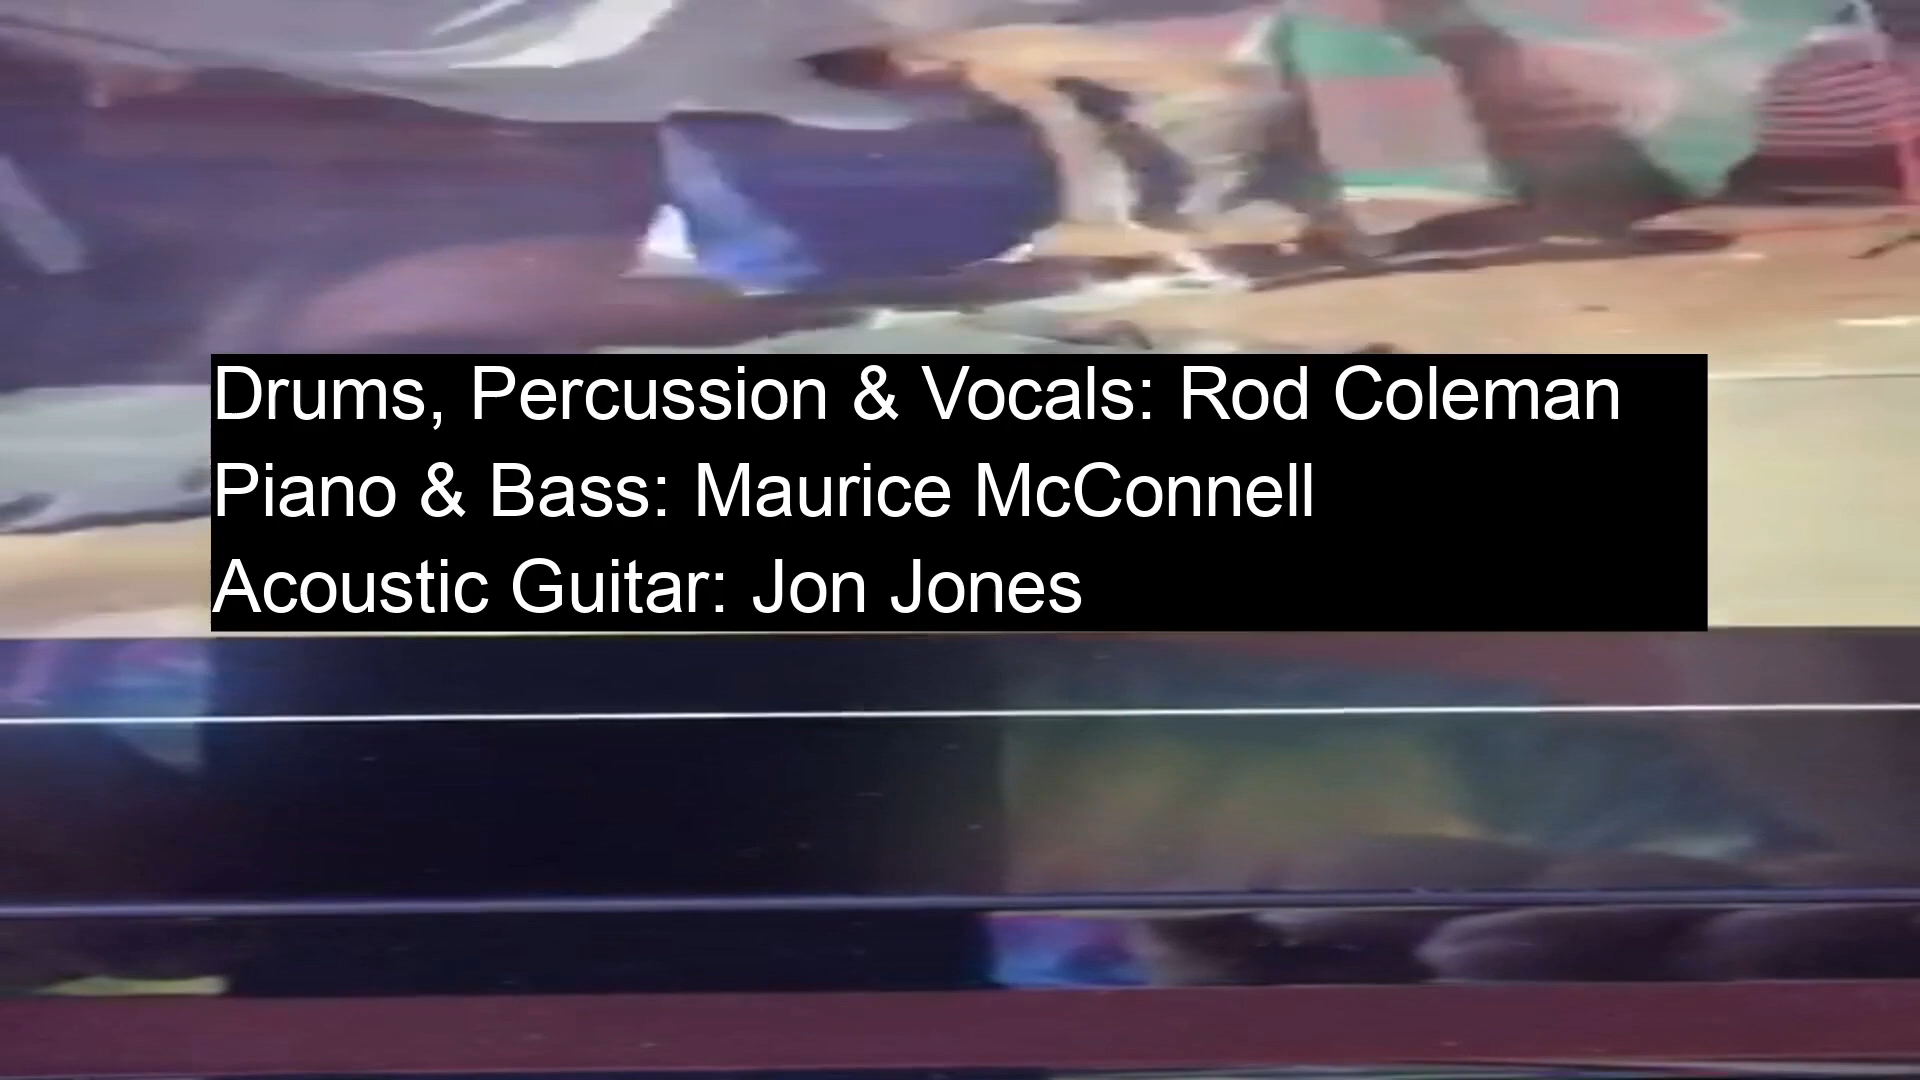 Drums, Percussion & Vocals: Rod Coleman
Piano & Bass: Maurice McConnell
Acoustic Guitar: Jon Jones